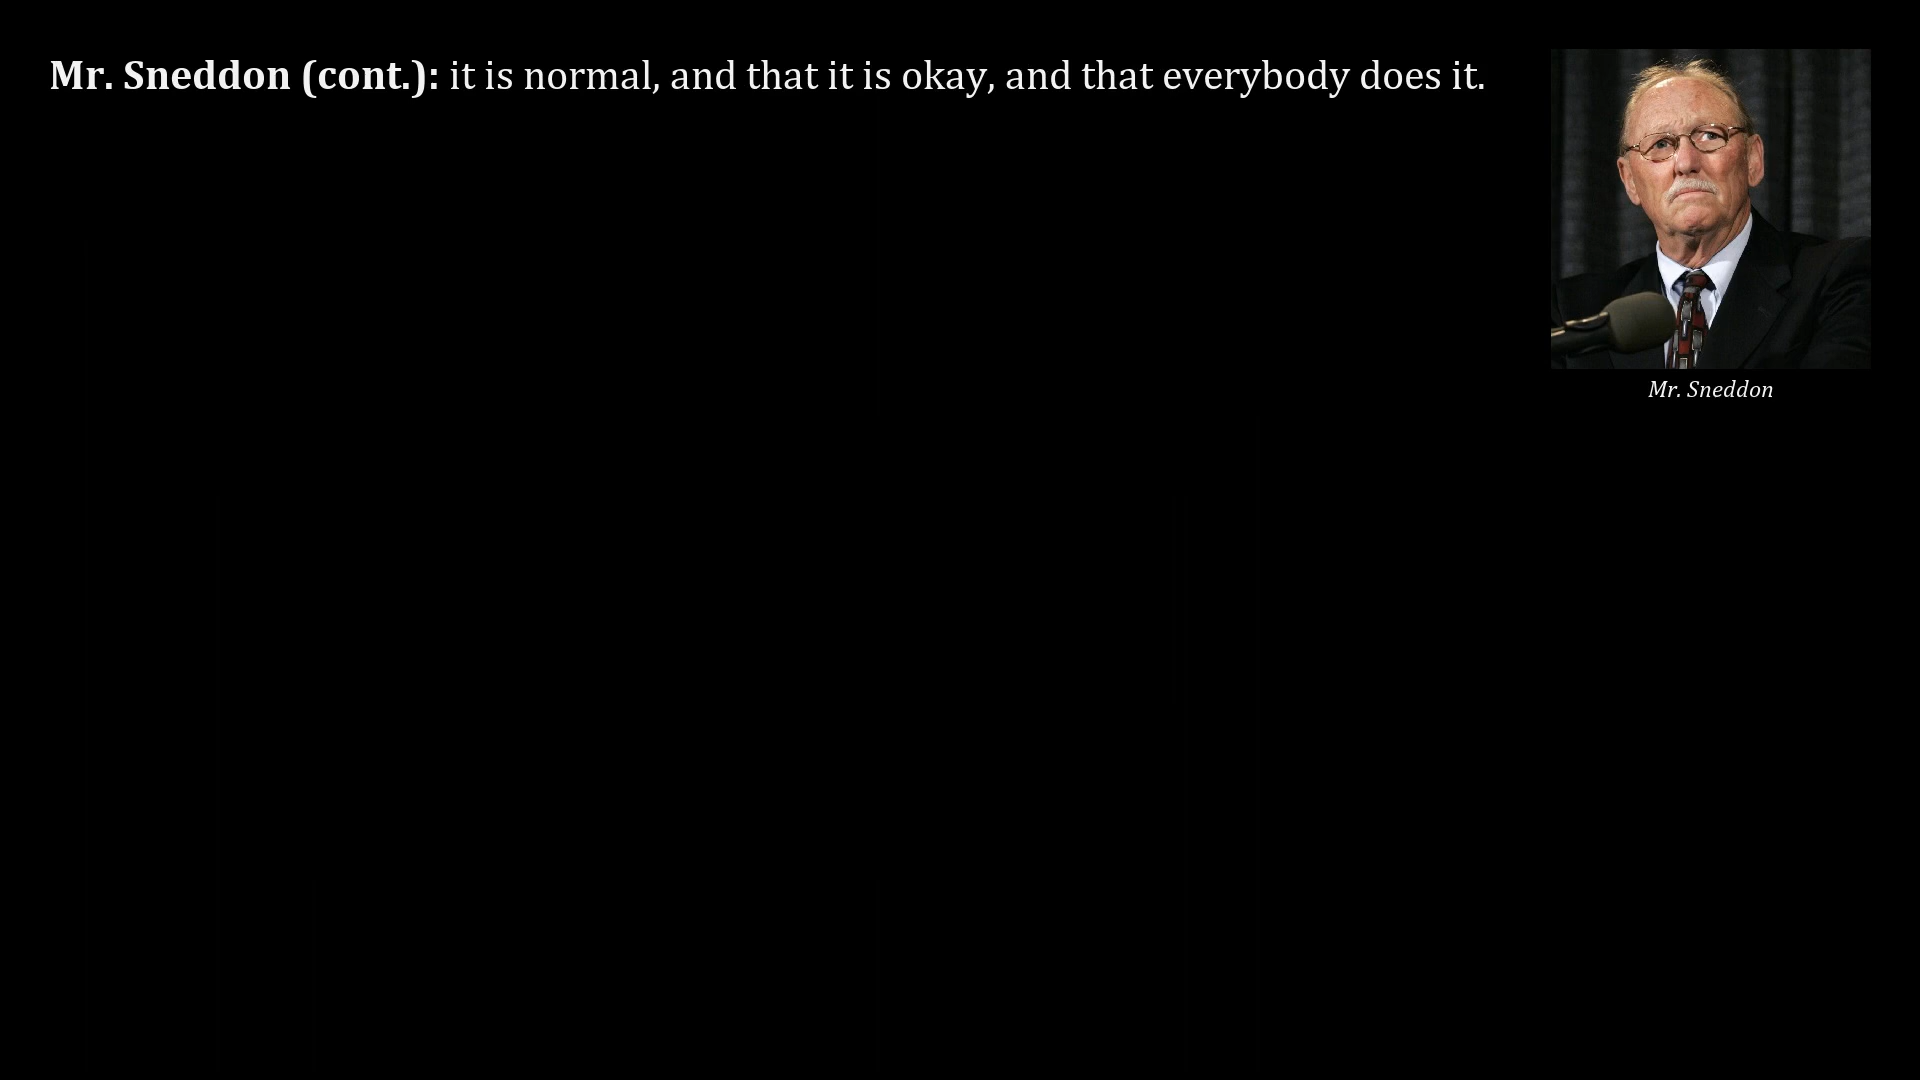 Mr. Sneddon (cont.): it is normal, and that it is okay, and that everybody does it.
Mr. Sneddon